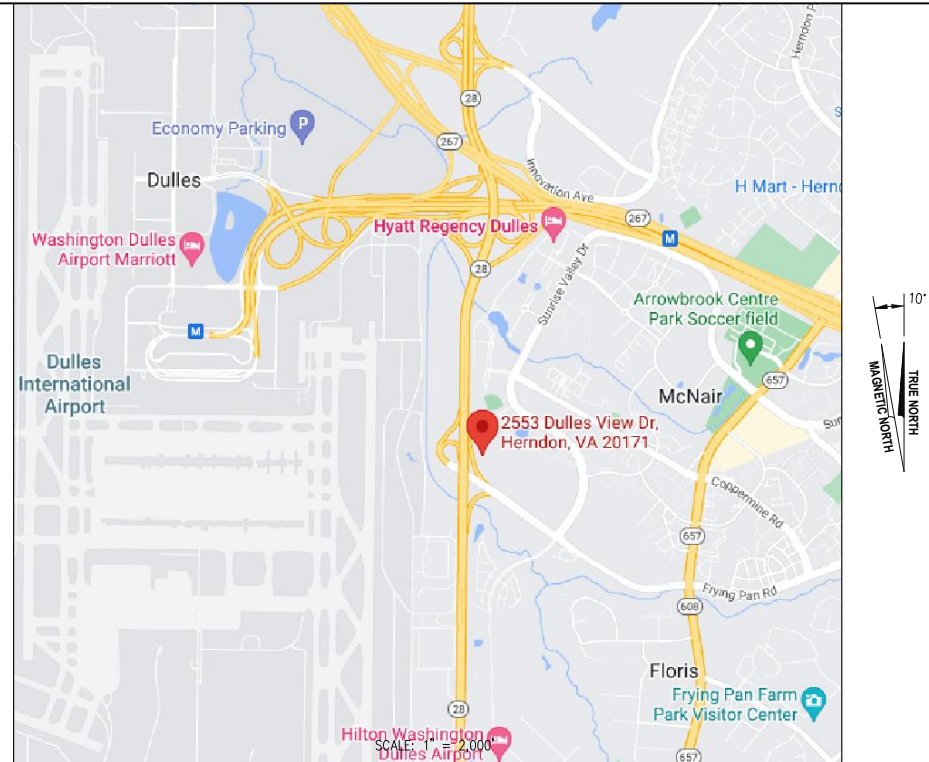 Herndon P
28
Economy Parking
P
267
Dulles
Innovation Ave
H Mart - Hernd
Hyatt Regency Dulles
267
M
Washington Dulles
Airport Marriott
28
Sunrise Valley Dr
Arrowbrook Centre
Park Soccer field
M
Dulles
International
Airport
657
McNair
2553 Dulles View Dr,
Herndon, VA 20171
Sun
Coppermine Rd
657
Frying Pan Rd
608
Floris
Frying Pan Farm
Park Visitor Center
28
Hilton Washington
Dulles Airport
SCALE: 1" = 2,000'
657
10°
MAGNETIC NORTH
TRUE NORTH
S